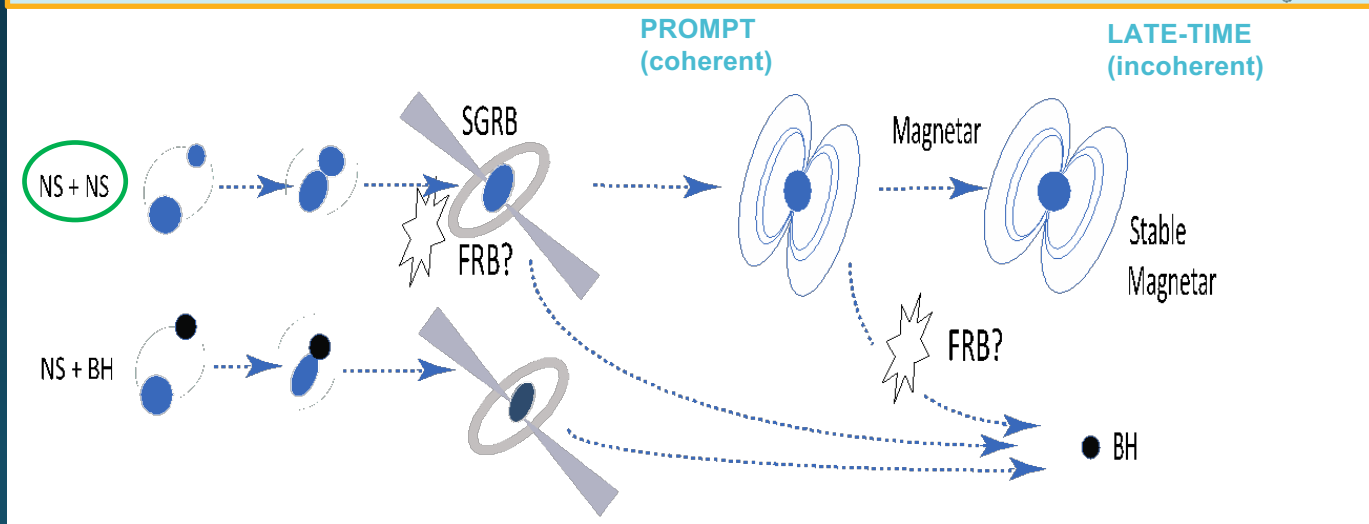 PROMPT
(coherent)
LATE-TIME
(incoherent)
SGRB
Magnetar
NS + NS
FRB?
Stable
Magnetar
NS + BH
FRB?
BH